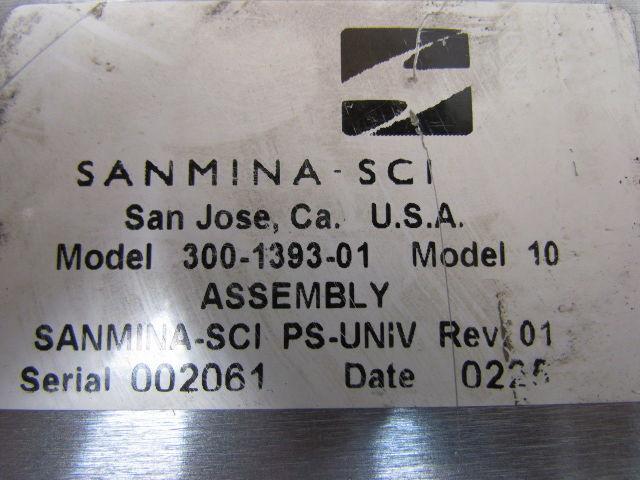 SANMINA-SCI
San Jose, Ca. U.S.A.
Model 300-1393-01 Model 10
ASSEMBLY
SANMINA-SCI PS-UNIV Rev 01
Serial 002061 Date 0225